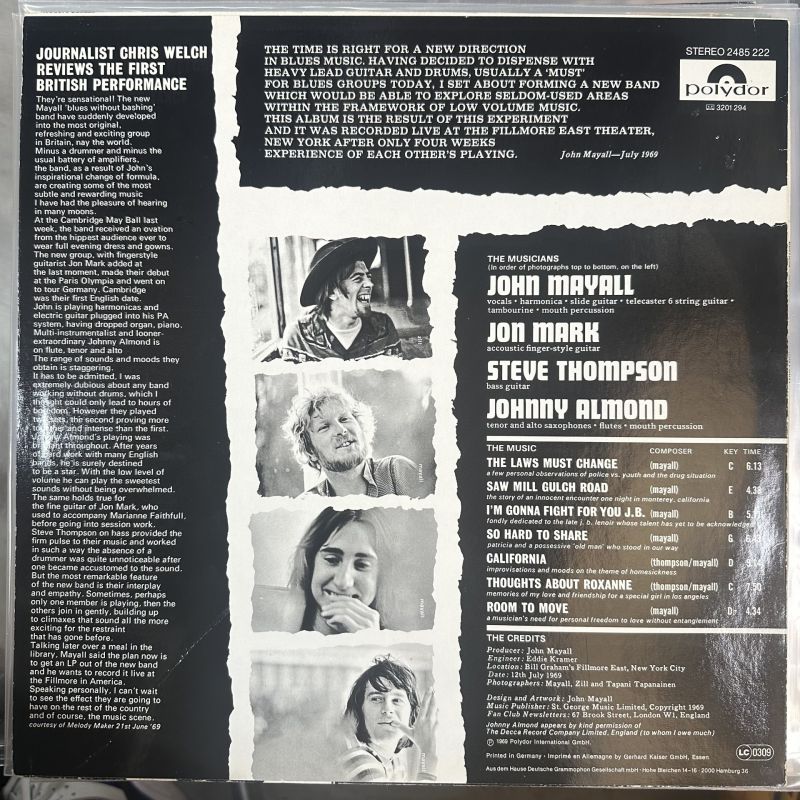 JOURNALIST CHRIS WELCH
REVIEWS THE FIRST
BRITISH PERFORMANCE
They're sensational! The new
Mayall 'blues without bashing'
band have suddenly developed
into the most original,
refreshing and exciting group
in Britain, nay the world.
Minus a drummer and minus the
usual battery of amplifiers,
the band, as a result of John's
inspirational change of formula,
are creating some of the most
subtle and rewarding music
I have had the pleasure of hearing
in many moons.
At the Cambridge May Ball last
week, the band received an ovation
from the hippest audience ever to
wear full evening dress and gowns.
The new group, with fingerstyle
guitarist Jon Mark added at
the last moment, made their debut
at the Paris Olympia and went on
to tour Germany. Cambridge
was their first English date.
John is playing harmonicas and
electric guitar plugged into his PA
system, having dropped organ, piano.
Multi-instrumentalist and looner-
extraordinary Johnny Almond is
on flute, tenor and alto
The range of sounds and moods they
obtain is staggering.
It has to be admitted, I was
extremely dubious about any band
working without drums, which I
thought could only lead to hours of
boredom. However they played
two sets, the second proving more
and intense than the first.
Johnny Almond's playing was
brilliant throughout. After years
of hard work with many English
bands, he is surely destined
to be a star. With the low level of
volume he can play the sweetest
sounds without being overwhelmed.
The same holds true for
the fine guitar of Jon Mark, who
used to accompany Marianne Faithfull,
before going into session work.
Steve Thompson on hass provided the
firm pulse to their music and worked
in such a way the absence of a
drummer was quite unnoticeable after
one became accustomed to the sound.
But the most remarkable feature
of the new band is their interplay
and empathy. Sometimes, perhaps
only one member is playing, then the
others join in gently, building up
to climaxes that sound all the more
exciting for the restraint
that has gone before.
Talking later over a meal in the
library, Mayall said the plan now is
to get an LP out of the new band
and he wants to record it live at
the Fillmore in America.
Speaking personally, I can't wait
to see the effect they are going to
have on the rest of the country
and of course, the music scene.
courtesy of Melody Maker 21st June '69
THE TIME IS RIGHT FOR A NEW DIRECTION
IN BLUES MUSIC. HAVING DECIDED TO DISPENSE WITH
HEAVY LEAD GUITAR AND DRUMS, USUALLY A 'MUST'
FOR BLUES GROUPS TODAY, I SET ABOUT FORMING A NEW BAND
WHICH WOULD BE ABLE TO EXPLORE SELDOM-USED AREAS
WITHIN THE FRAMEWORK OF LOW VOLUME MUSIC.
THIS ALBUM IS THE RESULT OF THIS EXPERIMENT
AND IT WAS RECORDED LIVE AT THE FILLMORE EAST THEATER,
NEW YORK AFTER ONLY FOUR WEEKS
EXPERIENCE OF EACH OTHER'S PLAYING. John Mayall—July 1969
STEREO 2485 222
polydor
3201 294
mayall
mayall
mayall
THE MUSICIANS
(In order of photographs top to bottom, on the left)
JOHN MAYALL
vocals • harmonica • slide guitar • telecaster 6 string guitar •
tambourine • mouth percussion
JON MARK
accoustic finger-style guitar
STEVE THOMPSON
bass guitar
JOHNNY ALMOND
tenor and alto saxophones • flutes • mouth percussion
THE MUSIC COMPOSER KEY TIME
THE LAWS MUST CHANGE (mayall) C 6.13
a few personal observations of police vs. youth and the drug situation
SAW MILL GULCH ROAD (mayall) E 4.38
the story of an innocent encounter one night in monterey, california
I'M GONNA FIGHT FOR YOU J.B. (mayall) B
fondly dedicated to the late j. b. lenoir whose talent has yet to be acknowledged
SO HARD TO SHARE (mayall) G
patricia and a possessive 'old man' who stood in our way
CALIFORNIA (thompson/mayall) D
improvisations and moods on the theme of homesickness
THOUGHTS ABOUT ROXANNE (thompson/mayall) C 7.50
memories of my love and friendship for a special girl in los angeles
ROOM TO MOVE (mayall) 4.34
a musician's need for personal freedom to love without entanglement
THE CREDITS
Producer: John Mayall
Engineer: Eddie Kramer
Location: Bill Graham's Fillmore East, New York City
Date: 12th July 1969
Photographers: Mayall, Zill and Tapani Tapanainen
Design and Artwork: John Mayall
Music Publisher: St. George Music Limited, Copyright 1969
Fan Club Newsletters: 67 Brook Street, London W1, England
Johnny Almond appears by kind permission of
The Decca Record Company Limited, England (to whom I owe much)
Ⓟ 1969 Polydor International GmbH.
Printed in Germany · Imprimé en Allemagne by Gerhard Kaiser GmbH, Essen
Aus dem Hause Deutsche Grammophon Gesellschaft mbH · Hohe Bleichen 14-16 · 2000 Hamburg 36
LC 0309